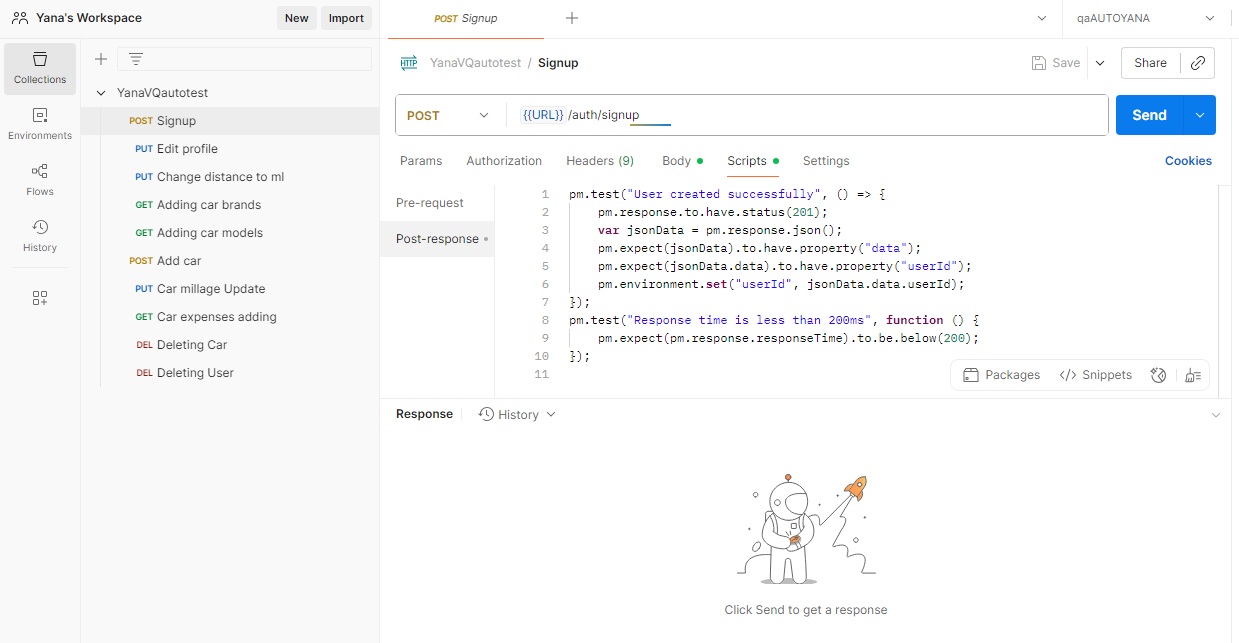 Yana's Workspace
New
Import
Collections
Environments
Flows
History
YanaVQautotest
POST Signup
PUT Edit profile
PUT Change distance to ml
GET Adding car brands
GET Adding car models
POST Add car
PUT Car millage Update
GET Car expenses adding
DEL Deleting Car
DEL Deleting User
POST Signup
qaAUTOYANA
HTTP YanaVQautotest / Signup
Save
Share
POST
{{URL}} /auth/signup
Send
Params Authorization Headers (9) Body Scripts Settings
Cookies
Pre-request
Post-response
1 pm.test("User created successfully", () => {
2 pm.response.to.have.status(201);
3 var jsonData = pm.response.json();
4 pm.expect(jsonData).to.have.property("data");
5 pm.expect(jsonData.data).to.have.property("userId");
6 pm.environment.set("userId", jsonData.data.userId);
7 });
8 pm.test("Response time is less than 200ms", function () {
9 pm.expect(pm.response.responseTime).to.be.below(200);
10 });
11
Packages
</> Snippets
Response
History
Click Send to get a response